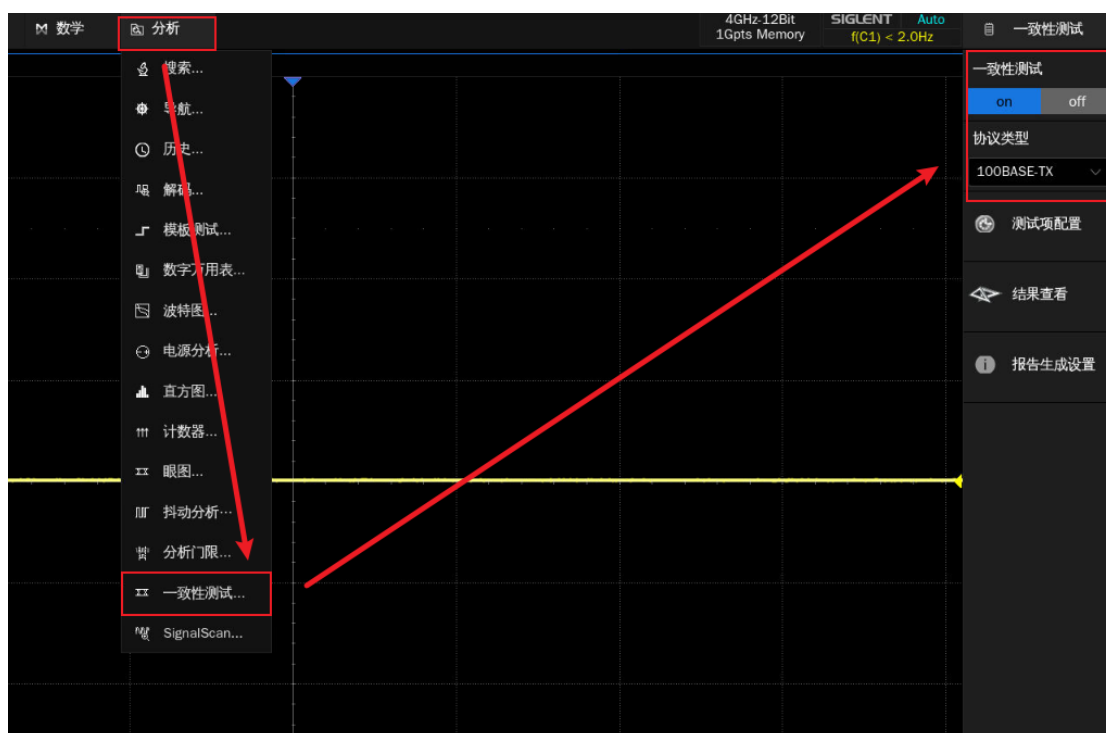 数学
分析
4GHz-12Bit
1Gpts Memory
SIGLENT Auto
f(C1) < 2.0Hz
一致性测试
搜索...
导航...
历史...
解码...
模板测试...
数字万用表...
波特图...
电源分析...
直方图...
计数器...
眼图...
抖动分析···
分析门限...
一致性测试...
SignalScan...
一致性测试
on off
协议类型
100BASE-TX
测试项配置
结果查看
报告生成设置